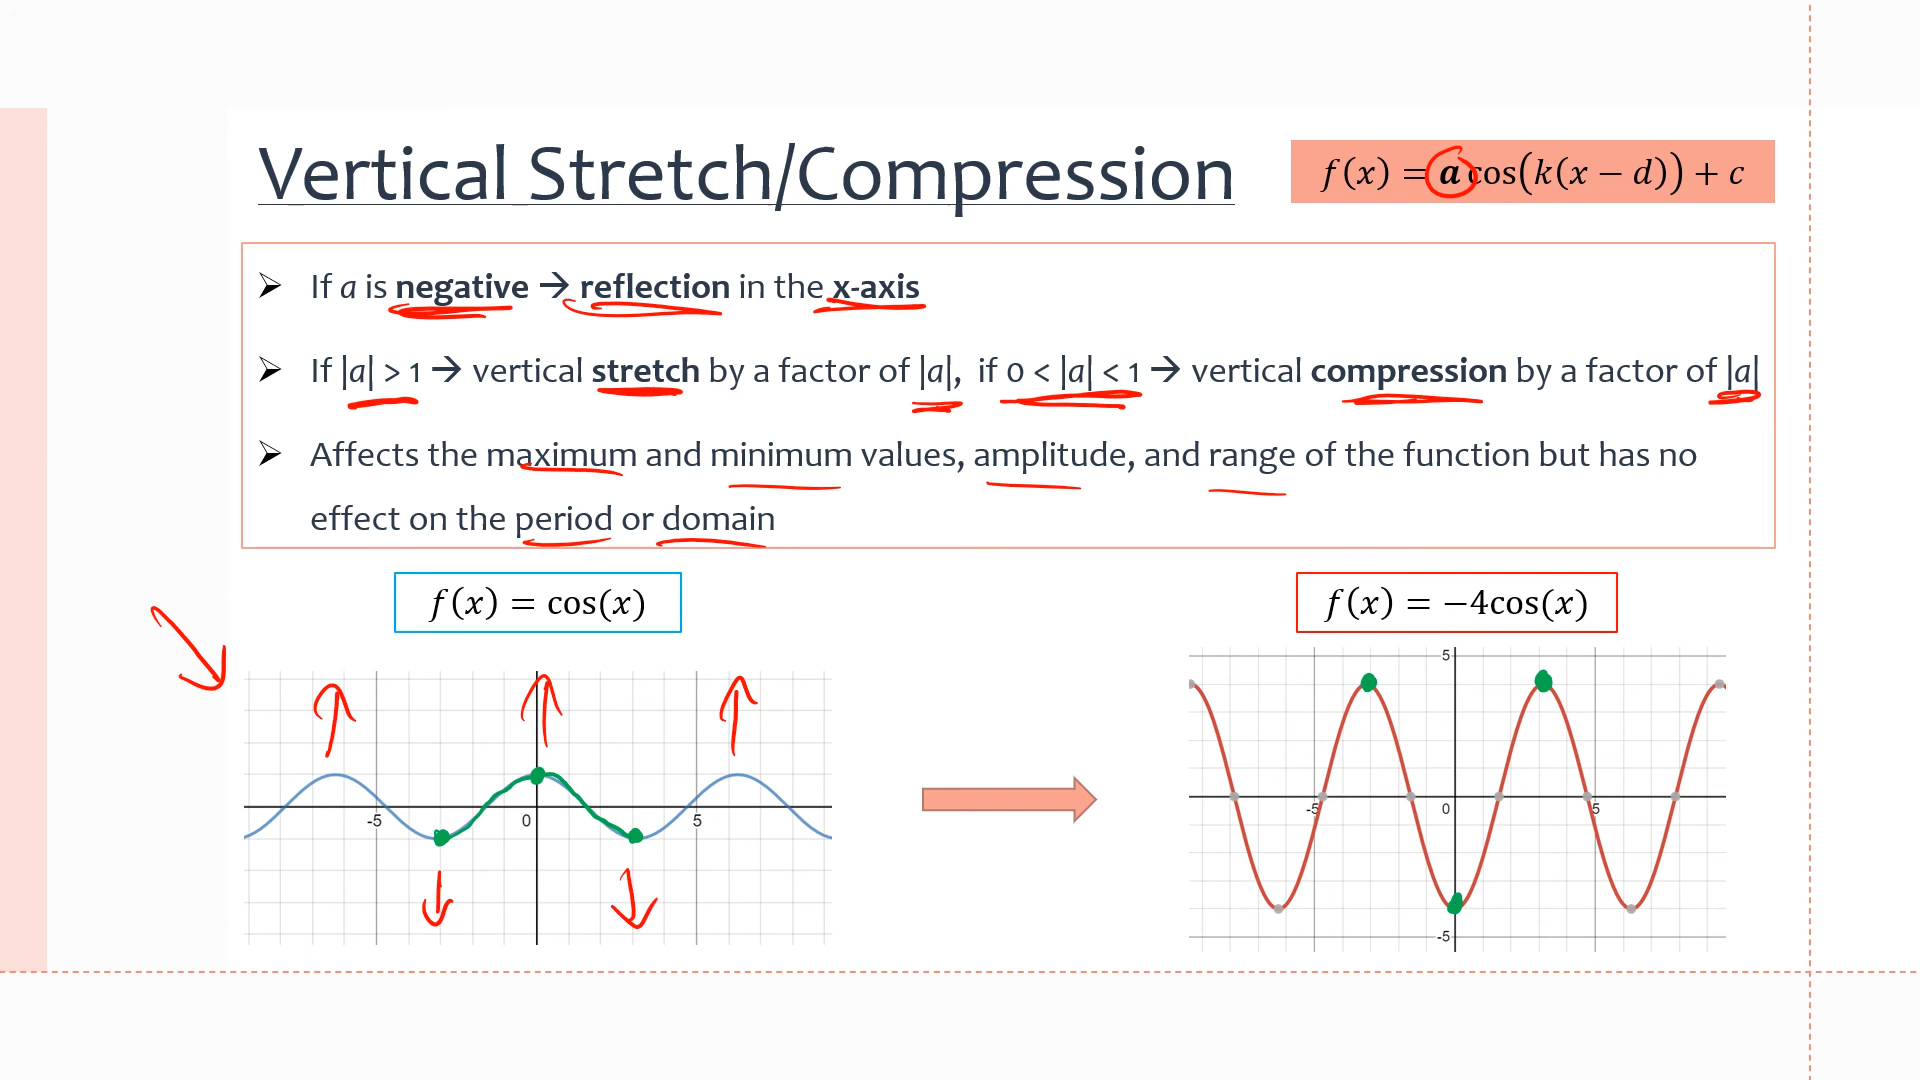 Vertical Stretch/Compression
f(x) = a cos(k(x − d)) + c
➢ If a is negative → reflection in the x-axis
➢ If |a| > 1 → vertical stretch by a factor of |a|, if 0 < |a| < 1 → vertical compression by a factor of |a|
➢ Affects the maximum and minimum values, amplitude, and range of the function but has no
effect on the period or domain
f(x) = cos(x)
f(x) = −4cos(x)
-5 0 5
5
-5 0 5
-5